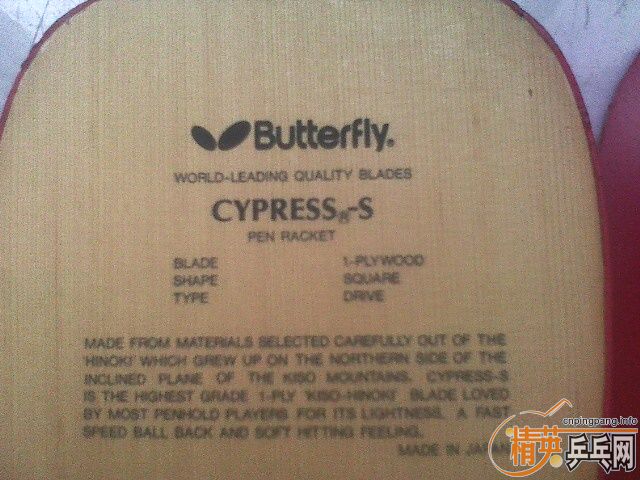 Butterfly.
WORLD-LEADING QUALITY BLADES
CYPRESS®-S
PEN RACKET
BLADE 1-PLYWOOD
SHAPE SQUARE
TYPE DRIVE
MADE FROM MATERIALS SELECTED CAREFULLY OUT OF THE
'HINOKI' WHICH GREW UP ON THE NORTHERN SIDE OF THE
INCLINED PLANE OF THE KISO MOUNTAINS. CYPRESS-S
IS THE HIGHEST GRADE 1-PLY 'KISO-HINOKI' BLADE LOVED
BY MOST PENHOLD PLAYERS FOR ITS LIGHTNESS. A FAST
SPEED BALL BACK AND SOFT HITTING FEELING.
MADE IN JAPAN
cnpingpang.info
精英乒乓网